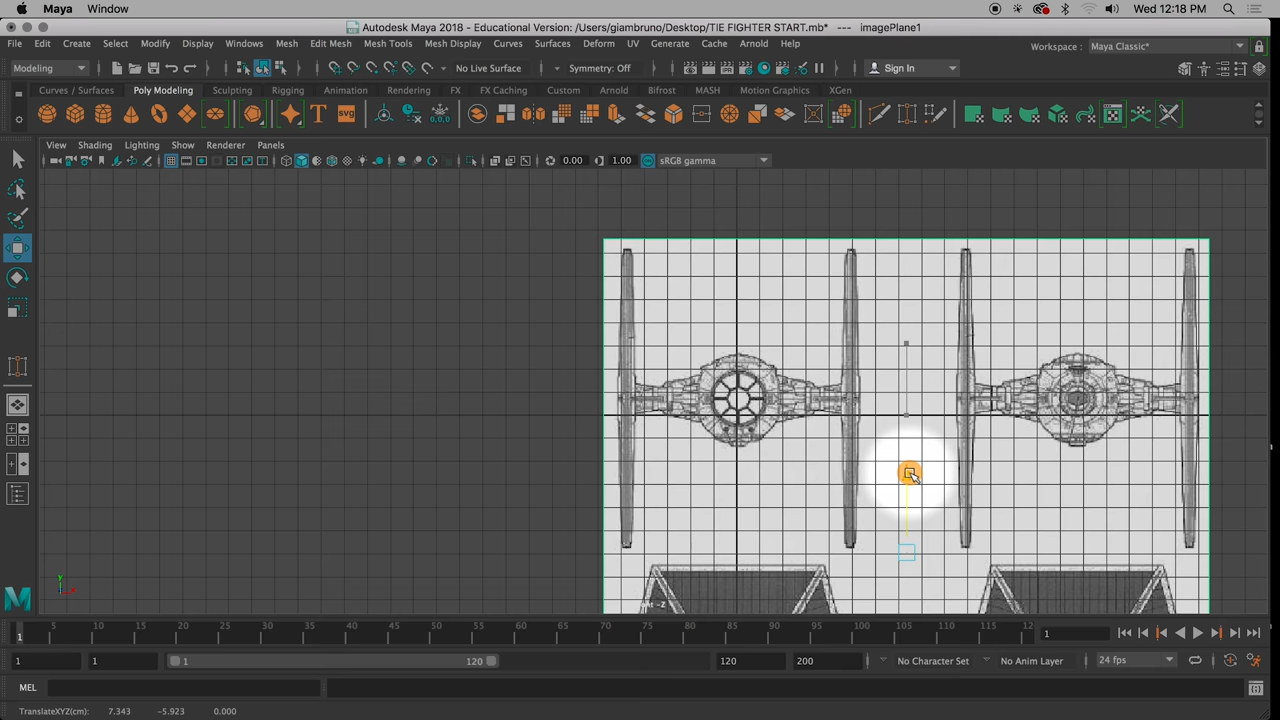 Maya Window Wed 12:18 PM
Autodesk Maya 2018 - Educational Version: /Users/giambruno/Desktop/TIE FIGHTER START.mb* --- imagePlane1
File Edit Create Select Modify Display Windows Mesh Edit Mesh Mesh Tools Mesh Display Curves Surfaces Deform UV Generate Cache Arnold Help Workspace : Maya Classic*
Modeling No Live Surface Symmetry: Off Sign In
Curves / Surfaces Poly Modeling Sculpting Rigging Animation Rendering FX FX Caching Custom Arnold Bifrost MASH Motion Graphics XGen
T SVG 0,0,0
View Shading Lighting Show Renderer Panels
0.00 1.00 sRGB gamma
Y
-Z
5 10 15 20 25 30 35 40 45 50 55 60 65 70 75 80 85 90 95 100 105 110 115 12
1 1
1 1 1 120 120 200 No Character Set No Anim Layer 24 fps
MEL
TranslateXYZ(cm): 7.343 -5.923 0.000